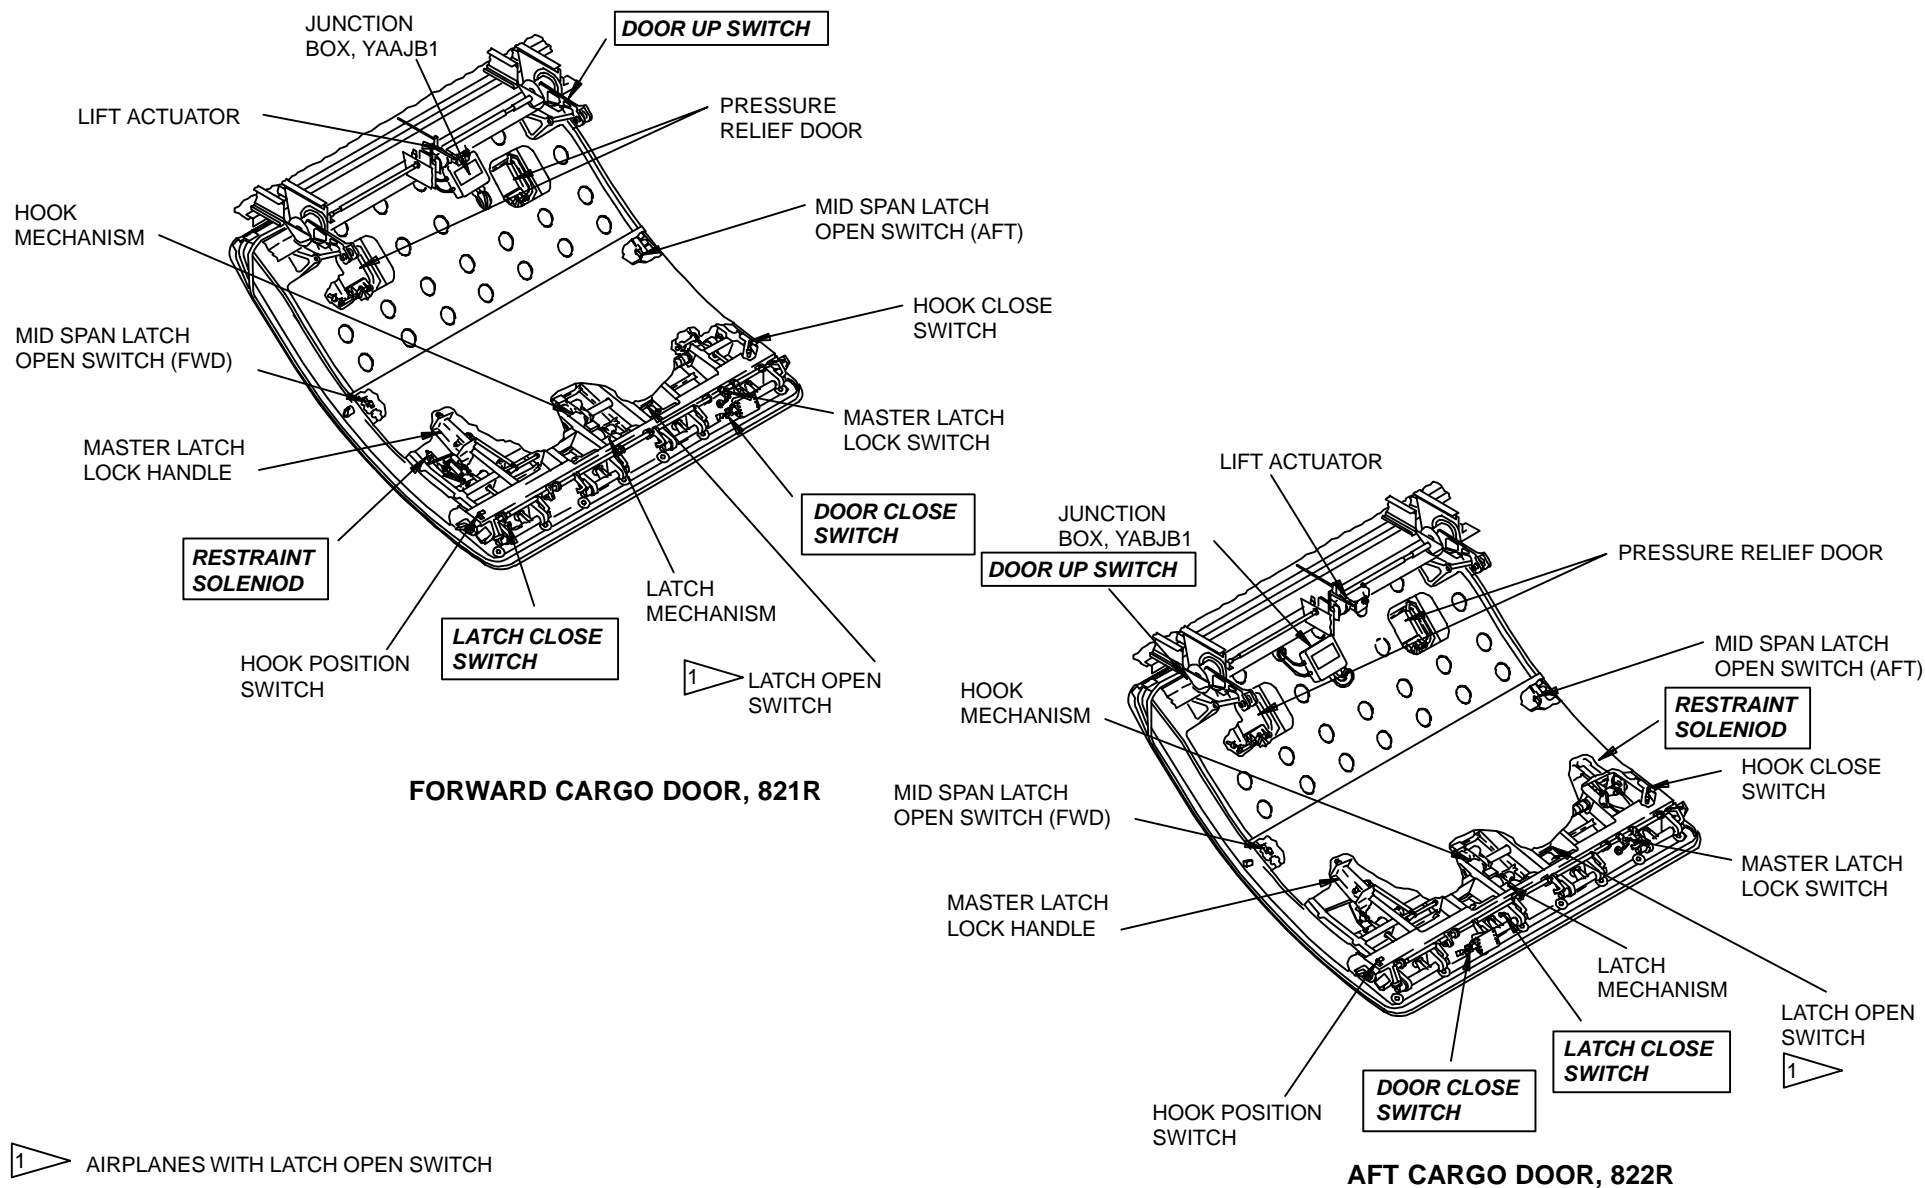 JUNCTION
BOX, YAAJB1
DOOR UP SWITCH
LIFT ACTUATOR
PRESSURE
RELIEF DOOR
HOOK
MECHANISM
MID SPAN LATCH
OPEN SWITCH (AFT)
HOOK CLOSE
SWITCH
MID SPAN LATCH
OPEN SWITCH (FWD)
MASTER LATCH
LOCK SWITCH
MASTER LATCH
LOCK HANDLE
DOOR CLOSE
SWITCH
RESTRAINT
SOLENIOD
LATCH
MECHANISM
LATCH CLOSE
SWITCH
HOOK POSITION
SWITCH
1
LATCH OPEN
SWITCH
FORWARD CARGO DOOR, 821R
LIFT ACTUATOR
JUNCTION
BOX, YABJB1
DOOR UP SWITCH
PRESSURE RELIEF DOOR
MID SPAN LATCH
OPEN SWITCH (AFT)
HOOK
MECHANISM
RESTRAINT
SOLENIOD
HOOK CLOSE
SWITCH
MID SPAN LATCH
OPEN SWITCH (FWD)
MASTER LATCH
LOCK SWITCH
MASTER LATCH
LOCK HANDLE
LATCH
MECHANISM
LATCH OPEN
SWITCH
1
LATCH CLOSE
SWITCH
DOOR CLOSE
SWITCH
HOOK POSITION
SWITCH
AFT CARGO DOOR, 822R
1 AIRPLANES WITH LATCH OPEN SWITCH